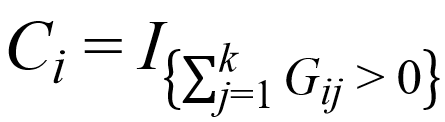 C_i = I_{\{\sum_{j=1}^{k} G_{ij} > 0\}}